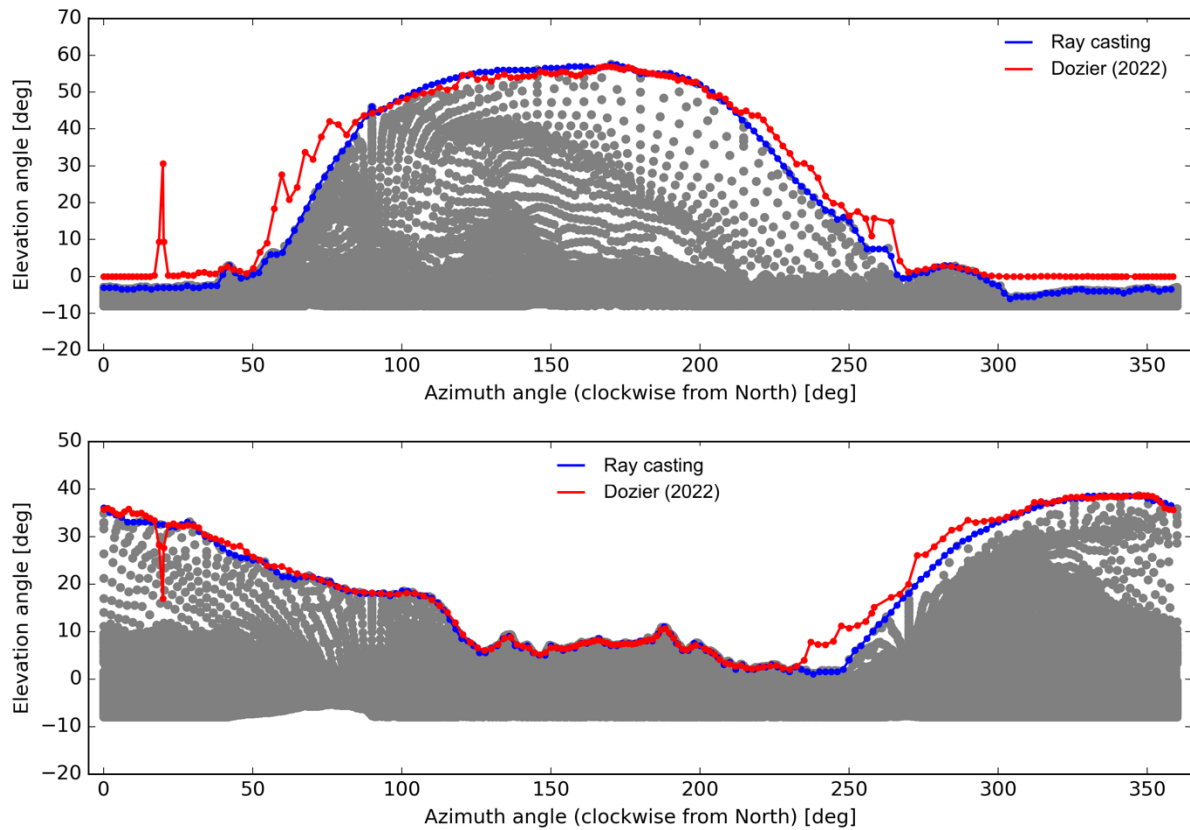 70
60
50
40
30
20
10
0
−10
−20
Elevation angle [deg]
Ray casting
Dozier (2022)
0 50 100 150 200 250 300 350
Azimuth angle (clockwise from North) [deg]
50
40
30
20
10
0
−10
−20
Elevation angle [deg]
Ray casting
Dozier (2022)
0 50 100 150 200 250 300 350
Azimuth angle (clockwise from North) [deg]